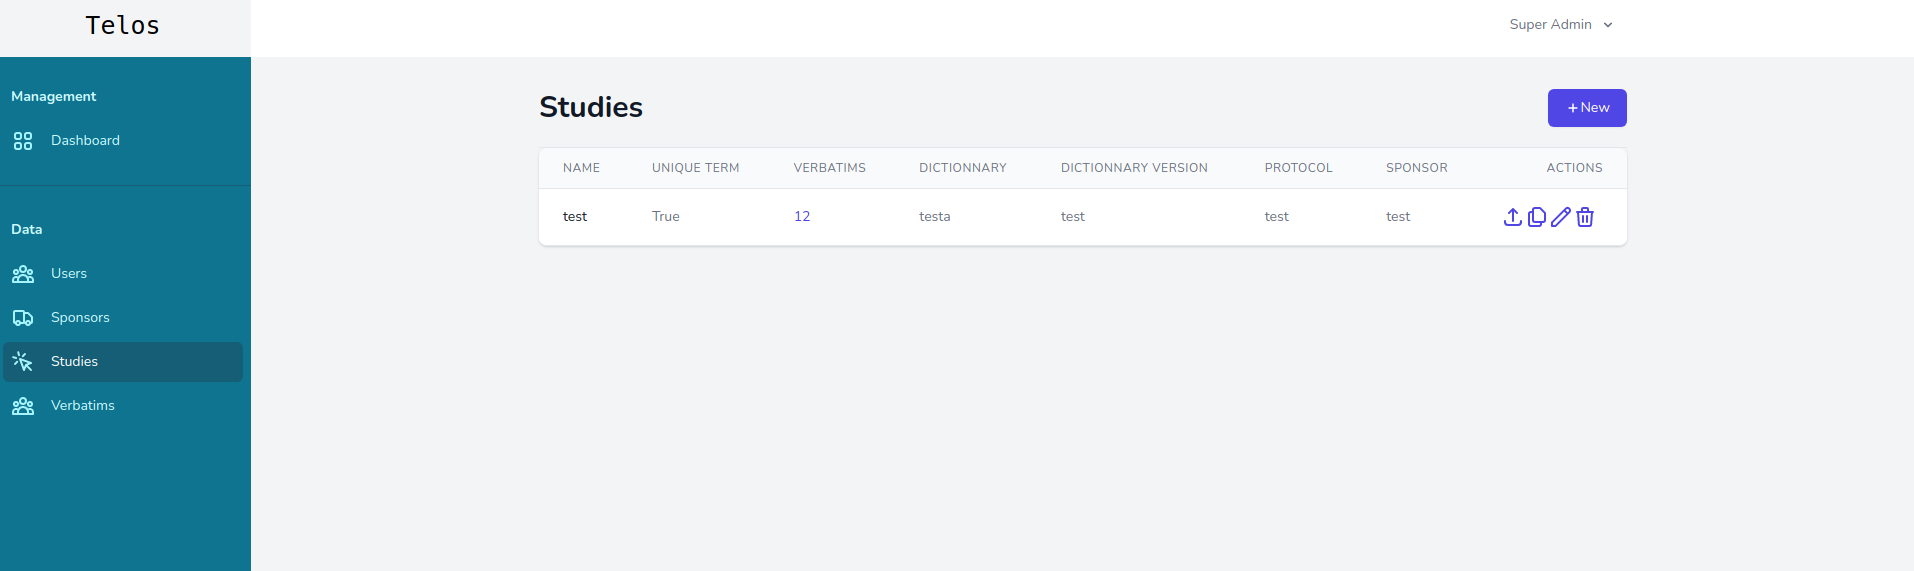 Telos
Super Admin
Management
Dashboard
Data
Users
Sponsors
Studies
Verbatims
Studies
+ New
NAME UNIQUE TERM VERBATIMS DICTIONNARY DICTIONNARY VERSION PROTOCOL SPONSOR ACTIONS
test True 12 testa test test test